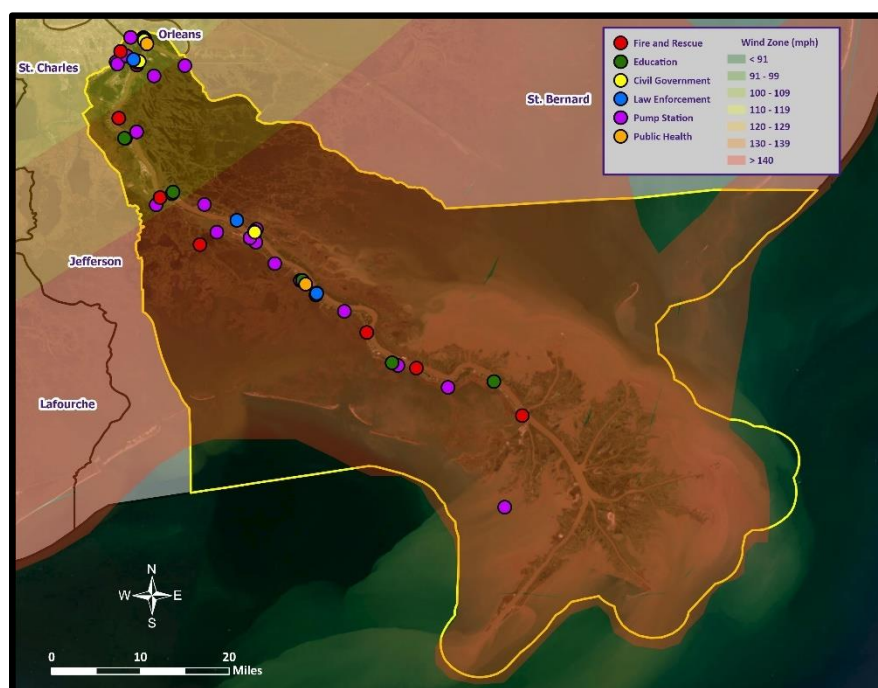 Orleans
St. Charles
St. Bernard
Jefferson
Lafourche
Fire and Rescue
Education
Civil Government
Law Enforcement
Pump Station
Public Health
Wind Zone (mph)
< 91
91 - 99
100 - 109
110 - 119
120 - 129
130 - 139
> 140
N
W E
S
0 10 20
Miles